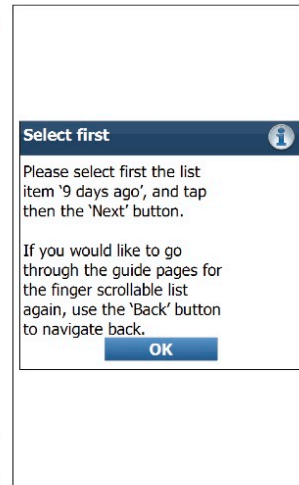 Select first
Please select first the list
item ‘9 days ago’, and tap
then the ‘Next’ button.
If you would like to go
through the guide pages for
the finger scrollable list
again, use the ‘Back’ button
to navigate back.
OK